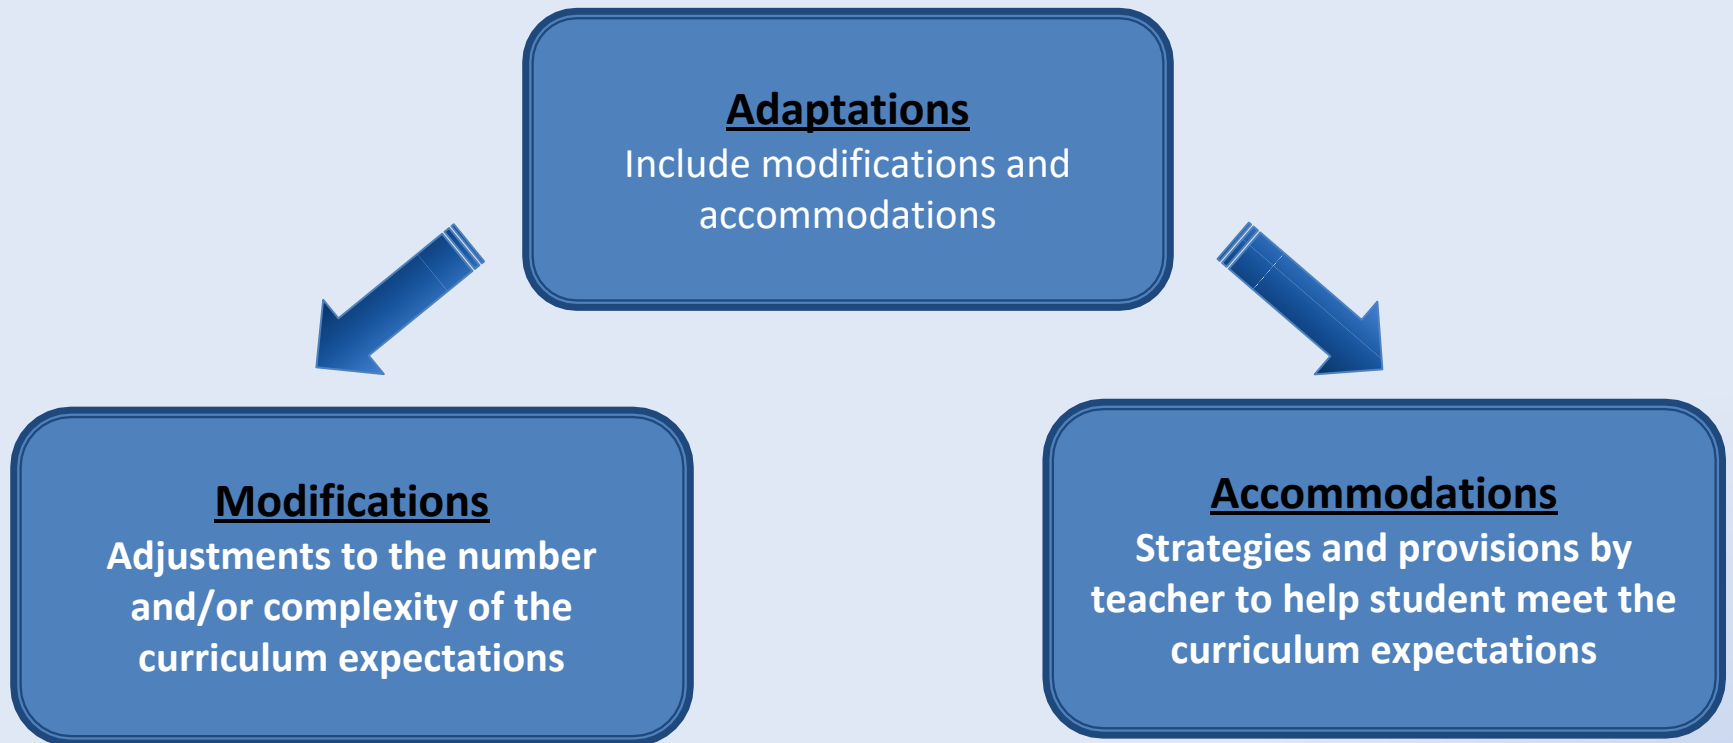 Adaptations
Include modifications and
accommodations
Modifications
Adjustments to the number
and/or complexity of the
curriculum expectations
Accommodations
Strategies and provisions by
teacher to help student meet the
curriculum expectations